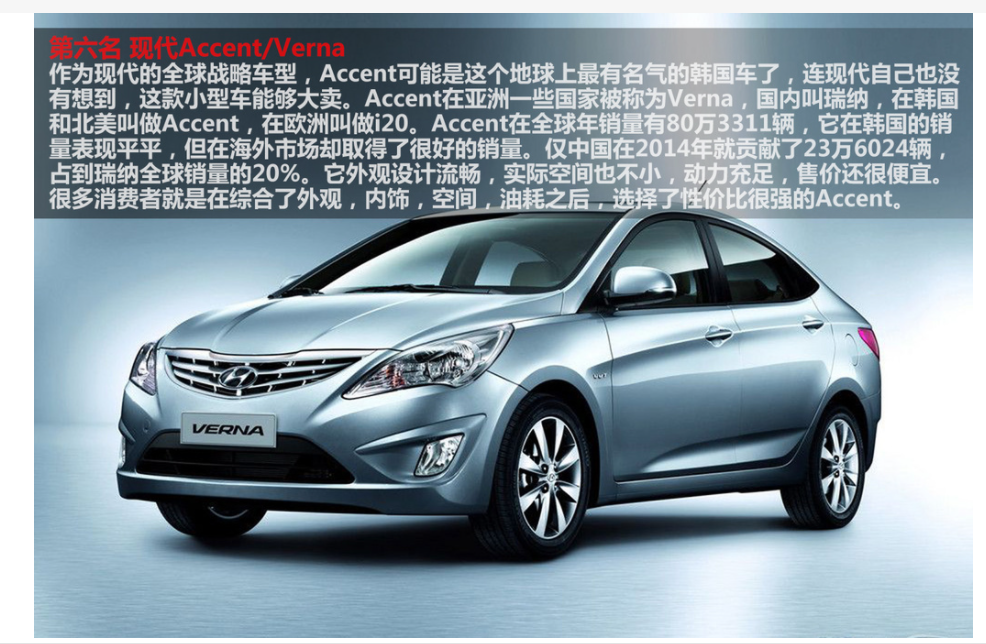 第六名 现代Accent/Verna
作为现代的全球战略车型，Accent可能是这个地球上最有名气的韩国车了，连现代自己也没
有想到，这款小型车能够大卖。Accent在亚洲一些国家被称为Verna，国内叫瑞纳，在韩国
和北美叫做Accent，在欧洲叫做i20。Accent在全球年销量有80万3311辆，它在韩国的销
量表现平平，但在海外市场却取得了很好的销量。仅中国在2014年就贡献了23万6024辆，
占到瑞纳全球销量的20%。它外观设计流畅，实际空间也不小，动力充足，售价还很便宜。
很多消费者就是在综合了外观，内饰，空间，油耗之后，选择了性价比很强的Accent。
VERNA